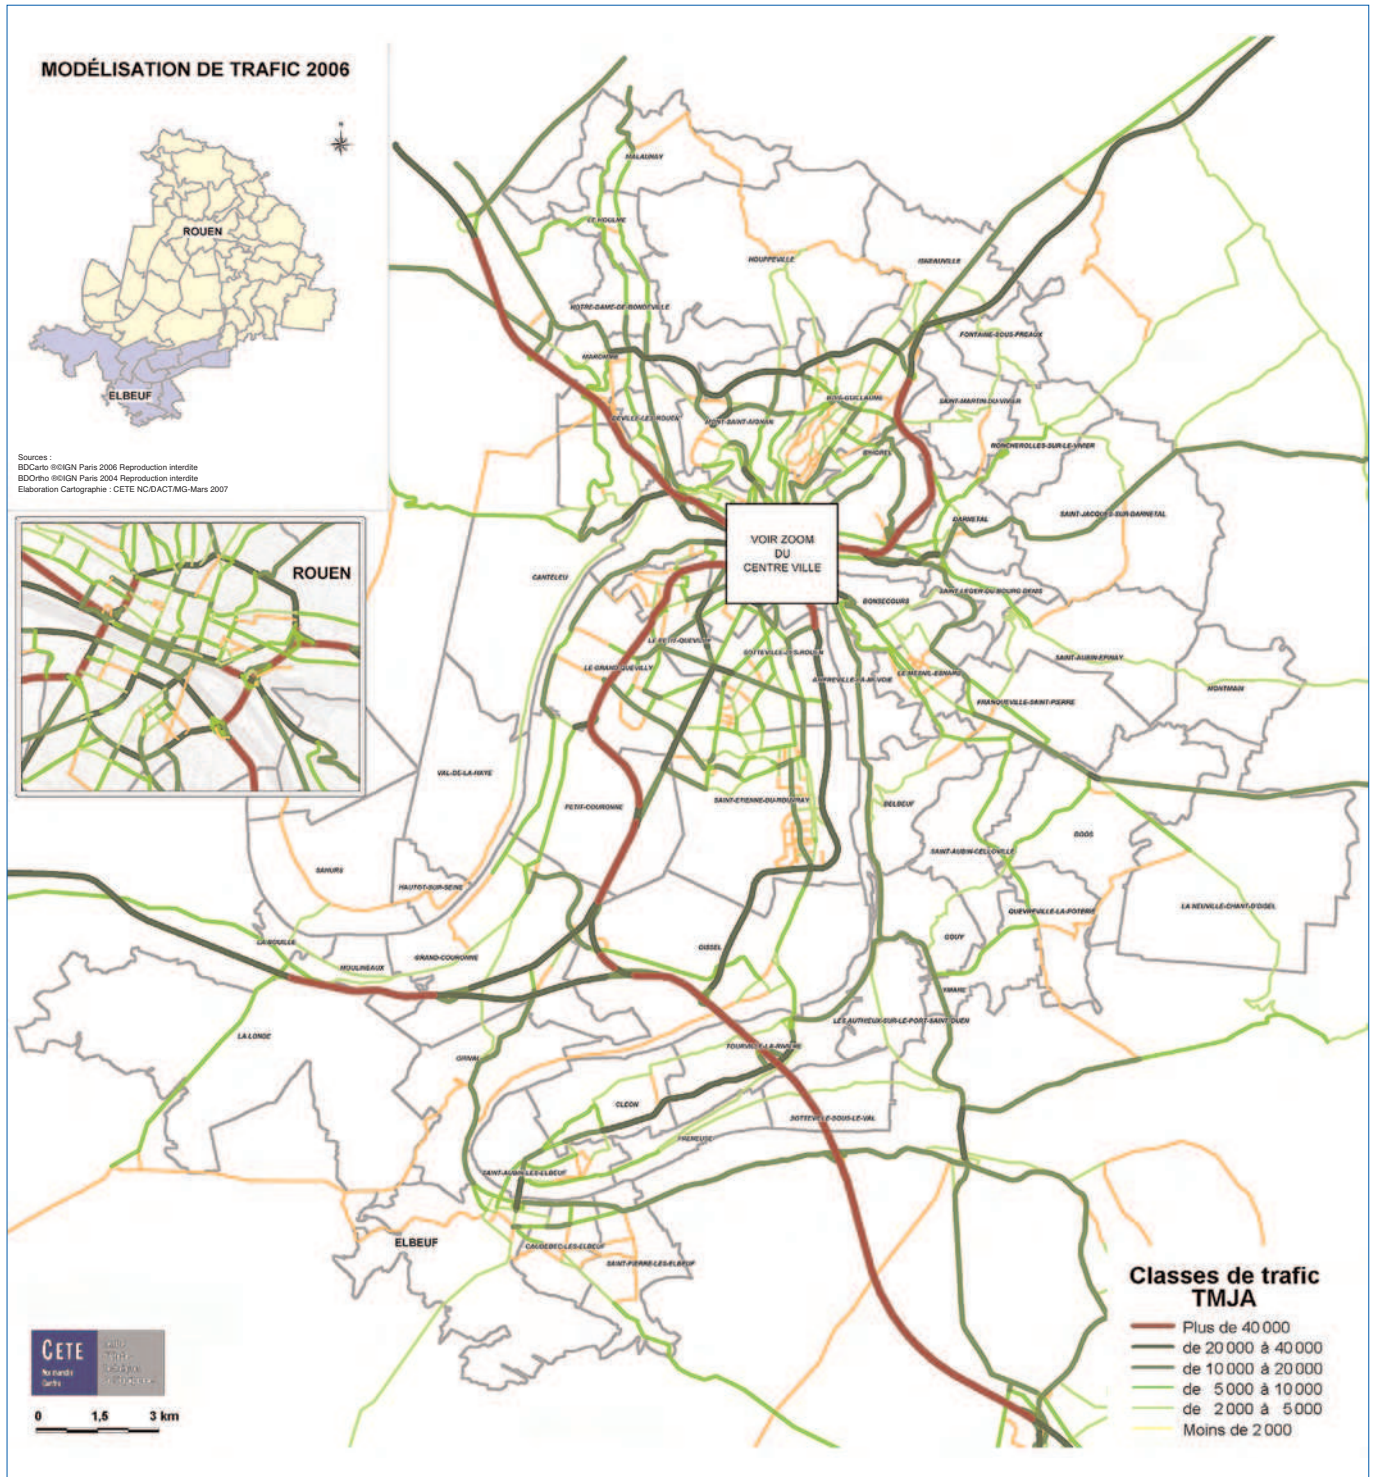 MODÉLISATION DE TRAFIC 2006
ROUEN
ELBEUF
Sources :
BDCarto ®©IGN Paris 2006 Reproduction interdite
BDOrtho ®©IGN Paris 2004 Reproduction interdite
Elaboration Cartographie : CETE NC/DACT/MG-Mars 2007
ROUEN
MALAUNAY
LE HOULME
HOUPPEVILLE
ISNEAUVILLE
NOTRE-DAME-DE-BONDEVILLE
FONTAINE-SOUS-PREAUX
MAROMME
BOIS-GUILLAUME
SAINT-MARTIN-DU-VIVIER
DEVILLE-LES-ROUEN
MONT-SAINT-AIGNAN
RONCHEROLLES-SUR-LE-VIVIER
BIHOREL
SAINT-JACQUES-SUR-DARNETAL
DARNETAL
VOIR ZOOM
DU
CENTRE VILLE
CANTELEU
SAINT-LEGER-DU-BOURG-DENIS
BONSECOURS
LE PETIT-QUEVILLY
SOTTEVILLE-LES-ROUEN
SAINT-AUBIN-EPINAY
LE GRAND-QUEVILLY
LE MESNIL-ESNARD
AMFREVILLE-LA-MI-VOIE
MONTMAIN
FRANQUEVILLE-SAINT-PIERRE
VAL-DE-LA-HAYE
PETIT-COURONNE
SAINT-ETIENNE-DU-ROUVRAY
BELBEUF
BOOS
SAINT-AUBIN-CELLOVILLE
SAHURS
HAUTOT-SUR-SEINE
LA NEUVILLE-CHANT-D'OISEL
QUEVREVILLE-LA-POTERIE
GOUY
LA BOUILLE
OISSEL
GRAND-COURONNE
MOULINEAUX
YMARE
LES AUTHIEUX-SUR-LE-PORT-SAINT-OUEN
LA LONDE
TOURVILLE-LA-RIVIERE
ORIVAL
CLEON
SOTTEVILLE-SOUS-LE-VAL
FRENEUSE
SAINT-AUBIN-LES-ELBEUF
ELBEUF
CAUDEBEC-LES-ELBEUF
SAINT-PIERRE-LES-ELBEUF
Classes de trafic
TMJA
Plus de 40 000
de 20 000 à 40 000
de 10 000 à 20 000
de 5 000 à 10 000
de 2 000 à 5 000
Moins de 2 000
CETE
Normandie
Centre
0 1,5 3 km